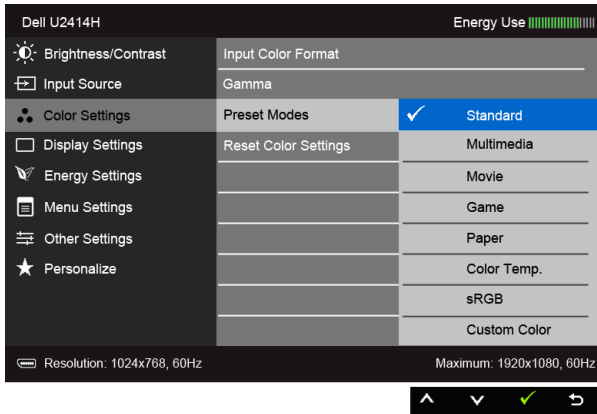 Dell U2414H Energy Use
Brightness/Contrast Input Color Format
Input Source Gamma
Color Settings Preset Modes Standard
Display Settings Reset Color Settings Multimedia
Energy Settings Movie
Menu Settings Game
Other Settings Paper
Personalize Color Temp.
sRGB
Custom Color
Resolution: 1024x768, 60Hz Maximum: 1920x1080, 60Hz